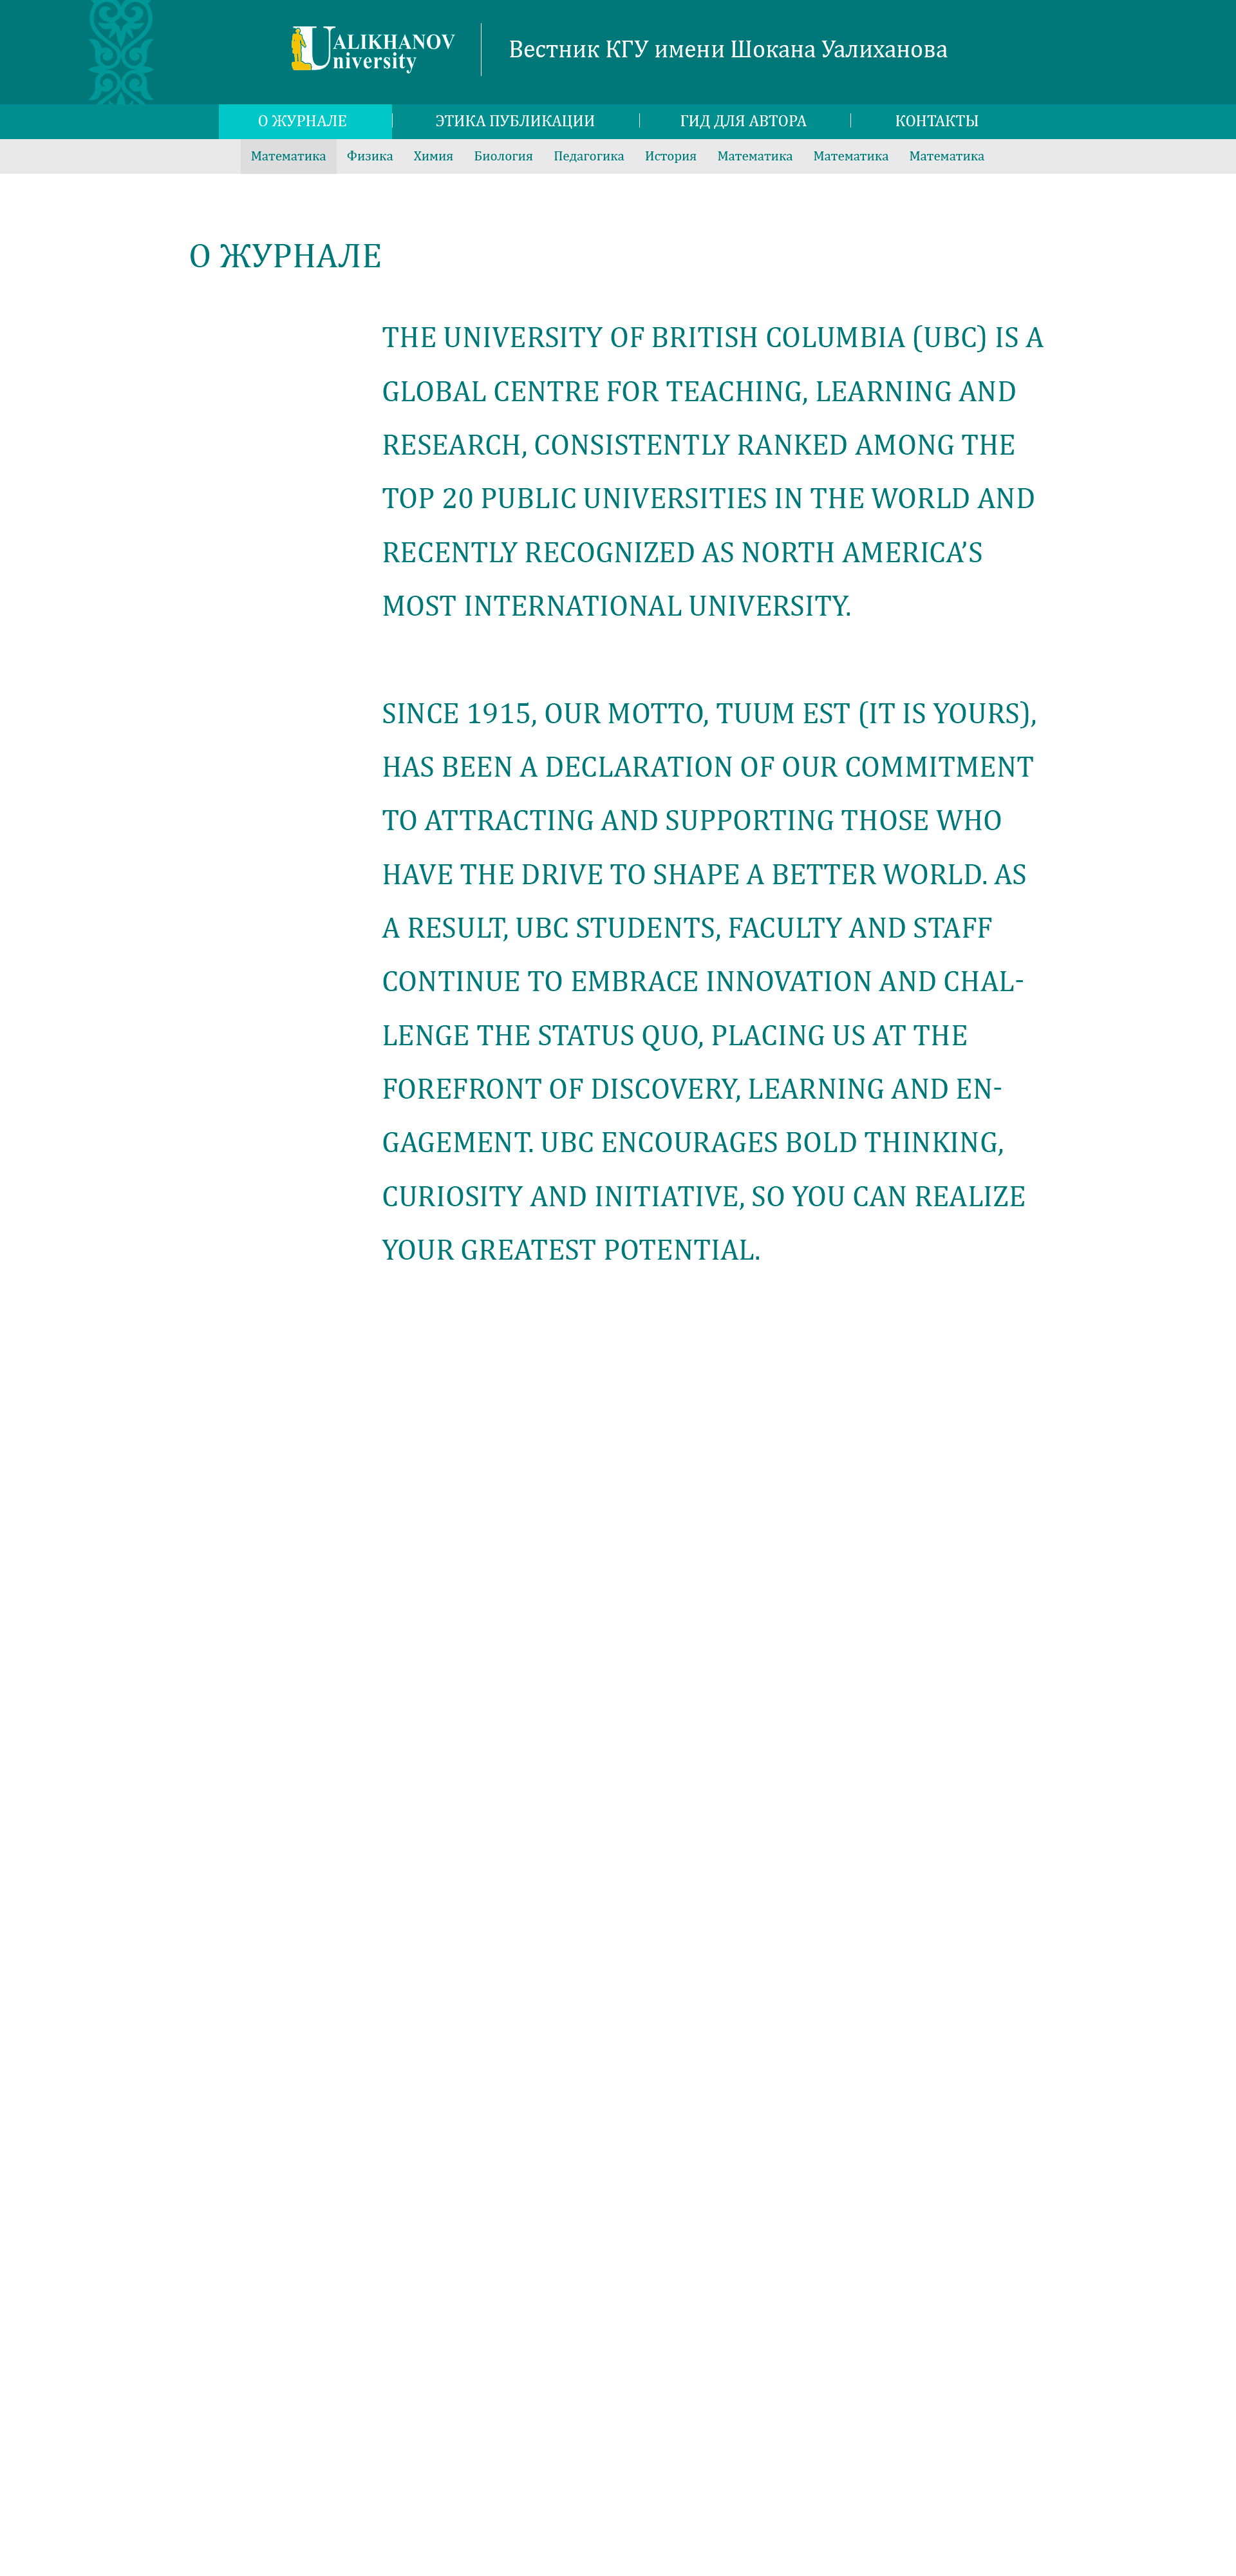 UALIKHANOV
University
Вестник КГУ имени Шокана Уалиханова
О ЖУРНАЛЕ ЭТИКА ПУБЛИКАЦИИ ГИД ДЛЯ АВТОРА КОНТАКТЫ
Математика Физика Химия Биология Педагогика История Математика Математика Математика
О ЖУРНАЛЕ
THE UNIVERSITY OF BRITISH COLUMBIA (UBC) IS A
GLOBAL CENTRE FOR TEACHING, LEARNING AND
RESEARCH, CONSISTENTLY RANKED AMONG THE
TOP 20 PUBLIC UNIVERSITIES IN THE WORLD AND
RECENTLY RECOGNIZED AS NORTH AMERICA’S
MOST INTERNATIONAL UNIVERSITY.
SINCE 1915, OUR MOTTO, TUUM EST (IT IS YOURS),
HAS BEEN A DECLARATION OF OUR COMMITMENT
TO ATTRACTING AND SUPPORTING THOSE WHO
HAVE THE DRIVE TO SHAPE A BETTER WORLD. AS
A RESULT, UBC STUDENTS, FACULTY AND STAFF
CONTINUE TO EMBRACE INNOVATION AND CHAL-
LENGE THE STATUS QUO, PLACING US AT THE
FOREFRONT OF DISCOVERY, LEARNING AND EN-
GAGEMENT. UBC ENCOURAGES BOLD THINKING,
CURIOSITY AND INITIATIVE, SO YOU CAN REALIZE
YOUR GREATEST POTENTIAL.